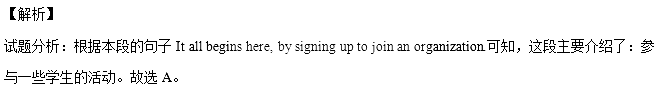 【解析】
试题分析：根据本段的句子 It all begins here, by signing up to join an organization.可知，这段主要介绍了：参
与一些学生的活动。故选 A。